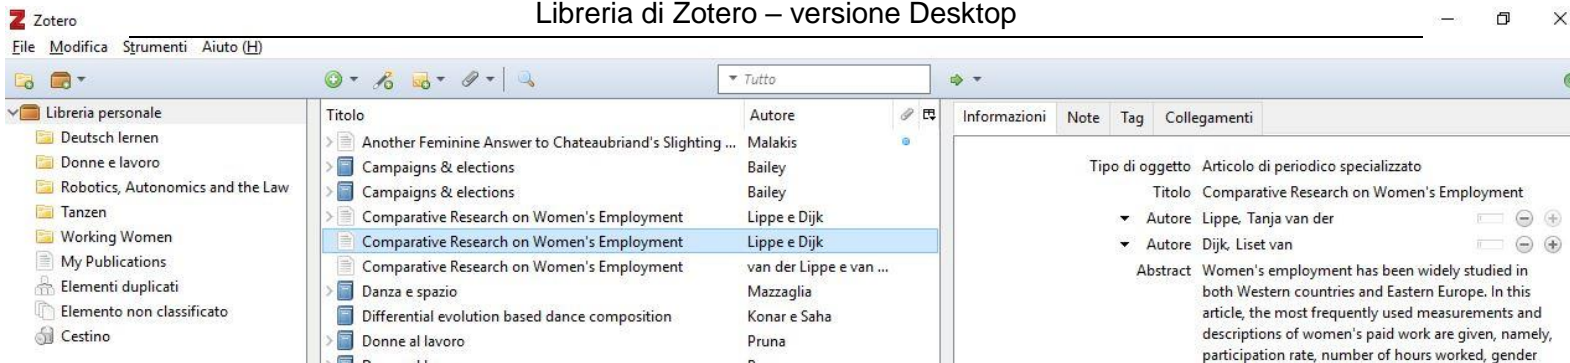 Libreria di Zotero – versione Desktop
Zotero
File Modifica Strumenti Aiuto (H)
Tutto
Libreria personale
Deutsch lernen
Donne e lavoro
Robotics, Autonomics and the Law
Tanzen
Working Women
My Publications
Elementi duplicati
Elemento non classificato
Cestino
Titolo Autore
Another Feminine Answer to Chateaubriand's Slighting ... Malakis
Campaigns & elections Bailey
Campaigns & elections Bailey
Comparative Research on Women's Employment Lippe e Dijk
Comparative Research on Women's Employment Lippe e Dijk
Comparative Research on Women's Employment van der Lippe e van ...
Danza e spazio Mazzaglia
Differential evolution based dance composition Konar e Saha
Donne al lavoro Pruna
Informazioni Note Tag Collegamenti
Tipo di oggetto Articolo di periodico specializzato
Titolo Comparative Research on Women's Employment
Autore Lippe, Tanja van der
Autore Dijk, Liset van
Abstract Women's employment has been widely studied in
both Western countries and Eastern Europe. In this
article, the most frequently used measurements and
descriptions of women's paid work are given, namely,
participation rate, number of hours worked, gender